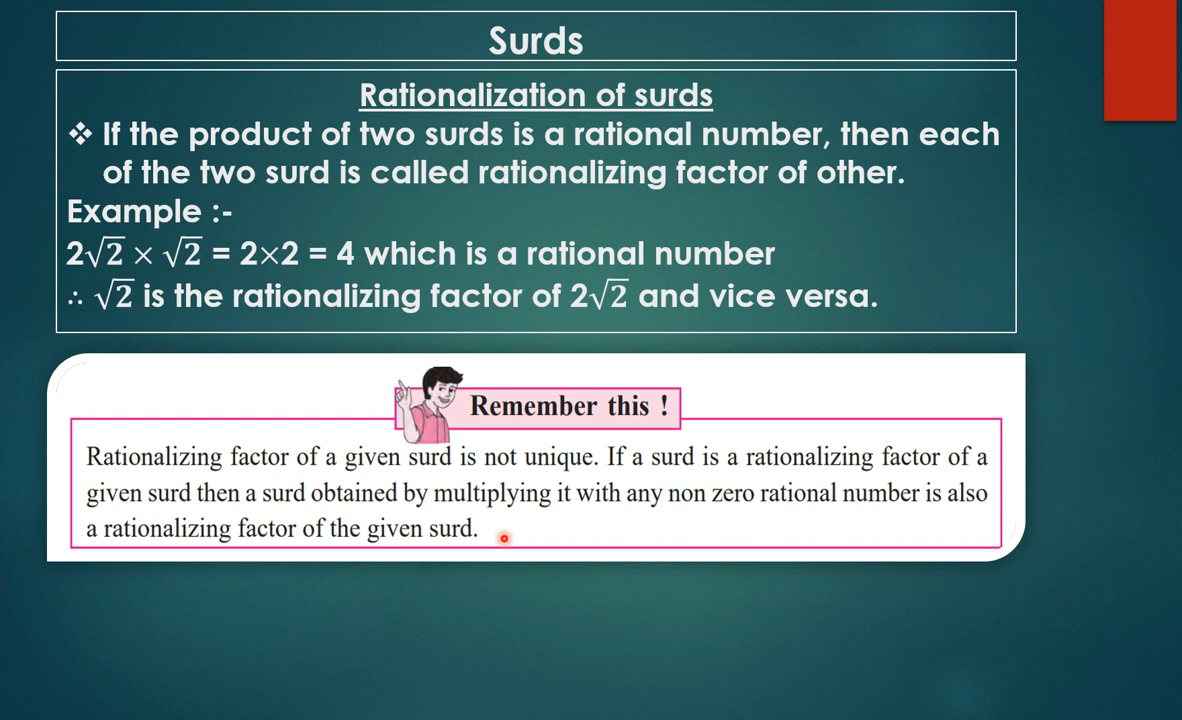 Surds
Rationalization of surds
❖ If the product of two surds is a rational number, then each
of the two surd is called rationalizing factor of other.
Example :-
2√2 × √2 = 2×2 = 4 which is a rational number
∴ √2 is the rationalizing factor of 2√2 and vice versa.
Remember this !
Rationalizing factor of a given surd is not unique. If a surd is a rationalizing factor of a
given surd then a surd obtained by multiplying it with any non zero rational number is also
a rationalizing factor of the given surd.